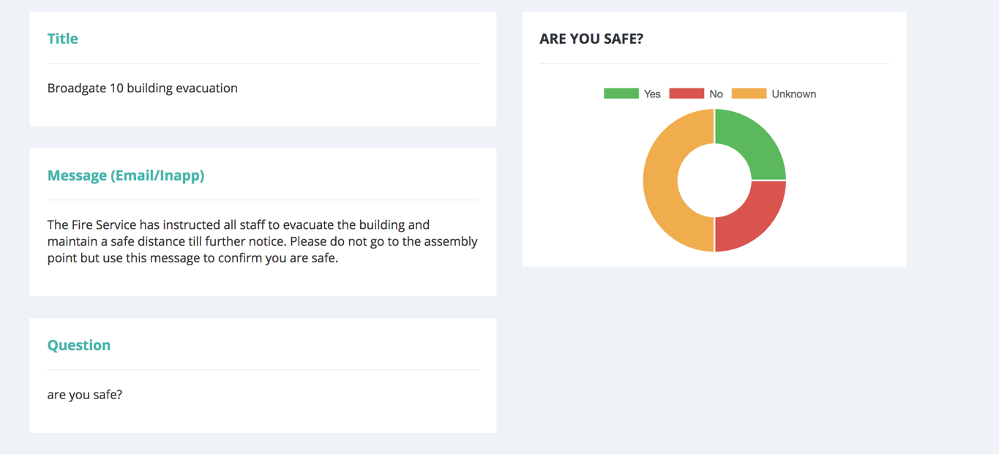 Title
Broadgate 10 building evacuation
Message (Email/Inapp)
The Fire Service has instructed all staff to evacuate the building and
maintain a safe distance till further notice. Please do not go to the assembly
point but use this message to confirm you are safe.
Question
are you safe?
ARE YOU SAFE?
Yes No Unknown